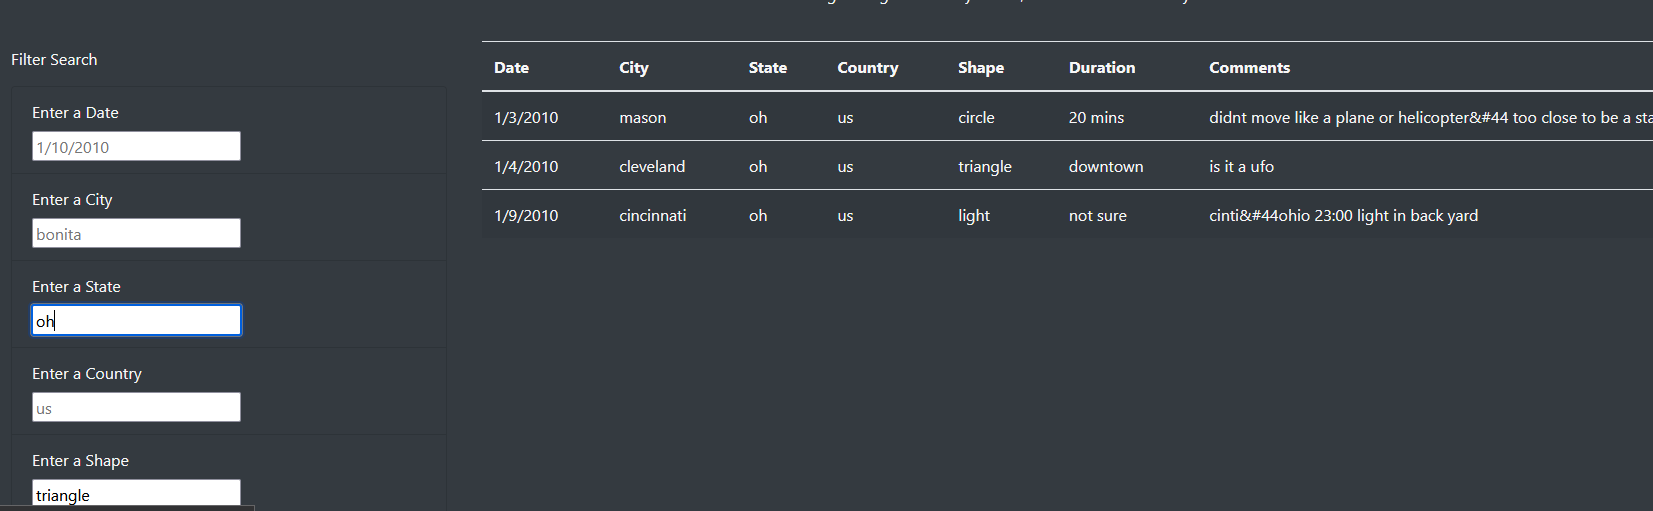 Filter Search
Enter a Date
1/10/2010
Enter a City
bonita
Enter a State
oh
Enter a Country
us
Enter a Shape
triangle
Date City State Country Shape Duration Comments
1/3/2010 mason oh us circle 20 mins didnt move like a plane or helicopter&#44 too close to be a sta
1/4/2010 cleveland oh us triangle downtown is it a ufo
1/9/2010 cincinnati oh us light not sure cinti&#44ohio 23:00 light in back yard